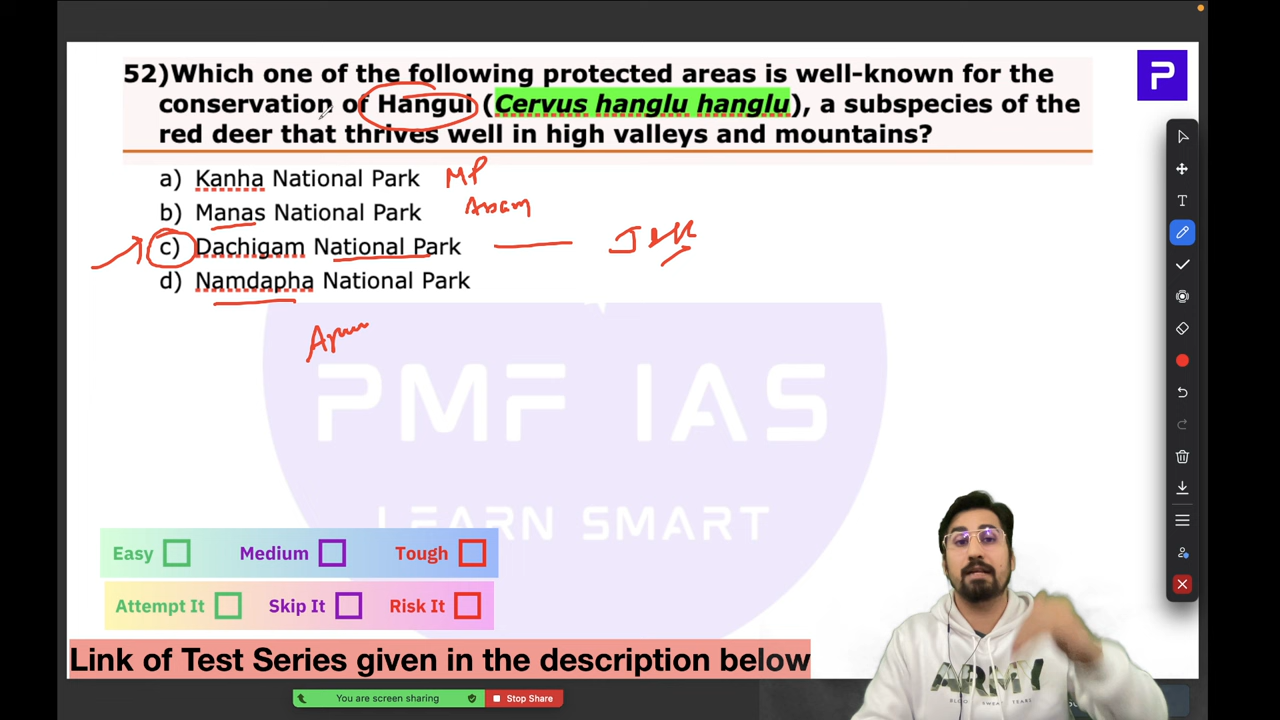 52)Which one of the following protected areas is well-known for the
conservation of Hangul (Cervus hanglu hanglu), a subspecies of the
red deer that thrives well in high valleys and mountains?
a) Kanha National Park MP
b) Manas National Park Assam
c) Dachigam National Park J&K
d) Namdapha National Park
PMF IAS
LEARN SMART
Easy Medium Tough
Attempt It Skip It Risk It
Link of Test Series given in the description below
You are screen sharing Stop Share
ARMY
P
T